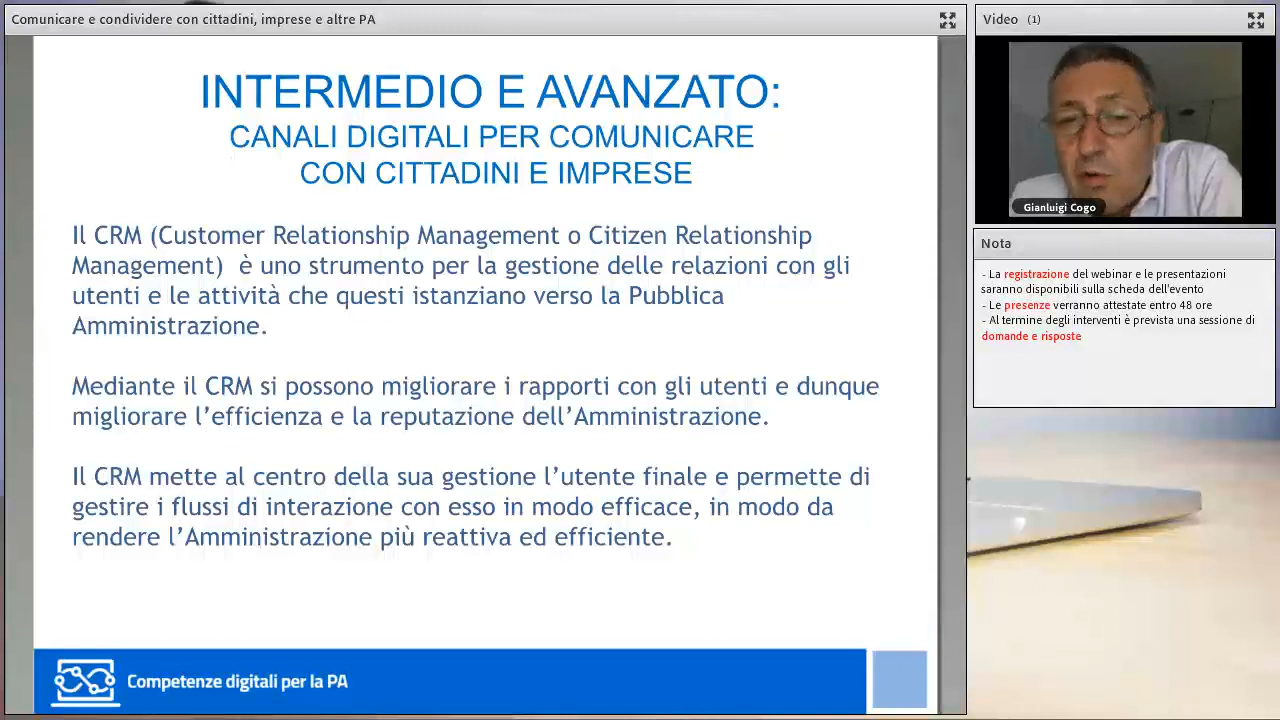 Comunicare e condividere con cittadini, imprese e altre PA
INTERMEDIO E AVANZATO:
CANALI DIGITALI PER COMUNICARE
CON CITTADINI E IMPRESE
Il CRM (Customer Relationship Management o Citizen Relationship
Management)  è uno strumento per la gestione delle relazioni con gli
utenti e le attività che questi istanziano verso la Pubblica
Amministrazione.
Mediante il CRM si possono migliorare i rapporti con gli utenti e dunque
migliorare l’efficienza e la reputazione dell’Amministrazione.
Il CRM mette al centro della sua gestione l’utente finale e permette di
gestire i flussi di interazione con esso in modo efficace, in modo da
rendere l’Amministrazione più reattiva ed efficiente.
Competenze digitali per la PA
Video (1)
Gianluigi Cogo
Nota
- La registrazione del webinar e le presentazioni
saranno disponibili sulla scheda dell'evento
- Le presenze verranno attestate entro 48 ore
- Al termine degli interventi è prevista una sessione di
domande e risposte